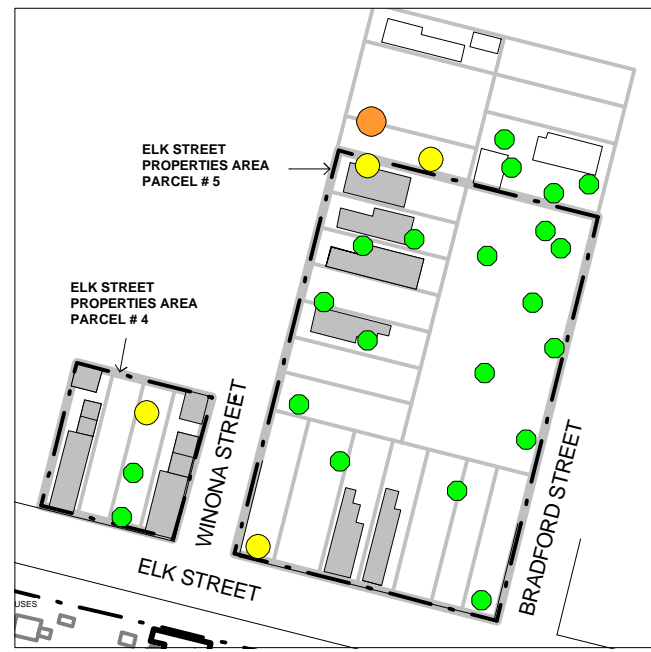 ELK STREET
PROPERTIES AREA
PARCEL # 5
ELK STREET
PROPERTIES AREA
PARCEL # 4
WINONA STREET
BRADFORD STREET
ELK STREET
USES